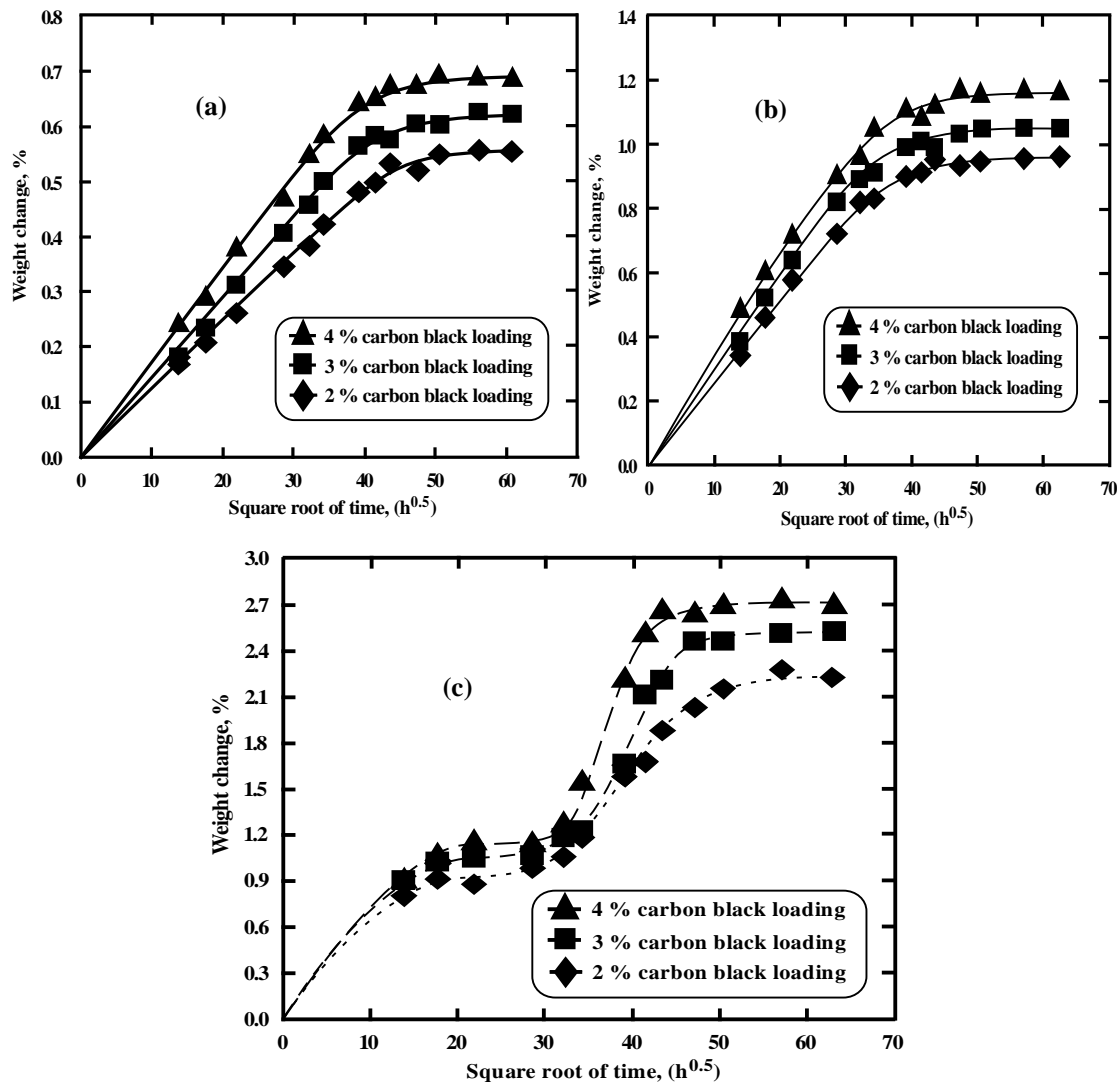 0.8
0.7
0.6
0.5
0.4
0.3
0.2
0.1
0.0
Weight change, %
(a)
4 % carbon black loading
3 % carbon black loading
2 % carbon black loading
0 10 20 30 40 50 60 70
Square root of time, (h^0.5)
1.4
1.2
1.0
0.8
0.6
0.4
0.2
0.0
Weight change, %
(b)
4 % carbon black loading
3 % carbon black loading
2 % carbon black loading
0 10 20 30 40 50 60 70
Square root of time, (h^0.5)
3.0
2.7
2.4
2.1
1.8
1.5
1.2
0.9
0.6
0.3
0.0
Weight change, %
(c)
4 % carbon black loading
3 % carbon black loading
2 % carbon black loading
0 10 20 30 40 50 60 70
Square root of time, (h^0.5)